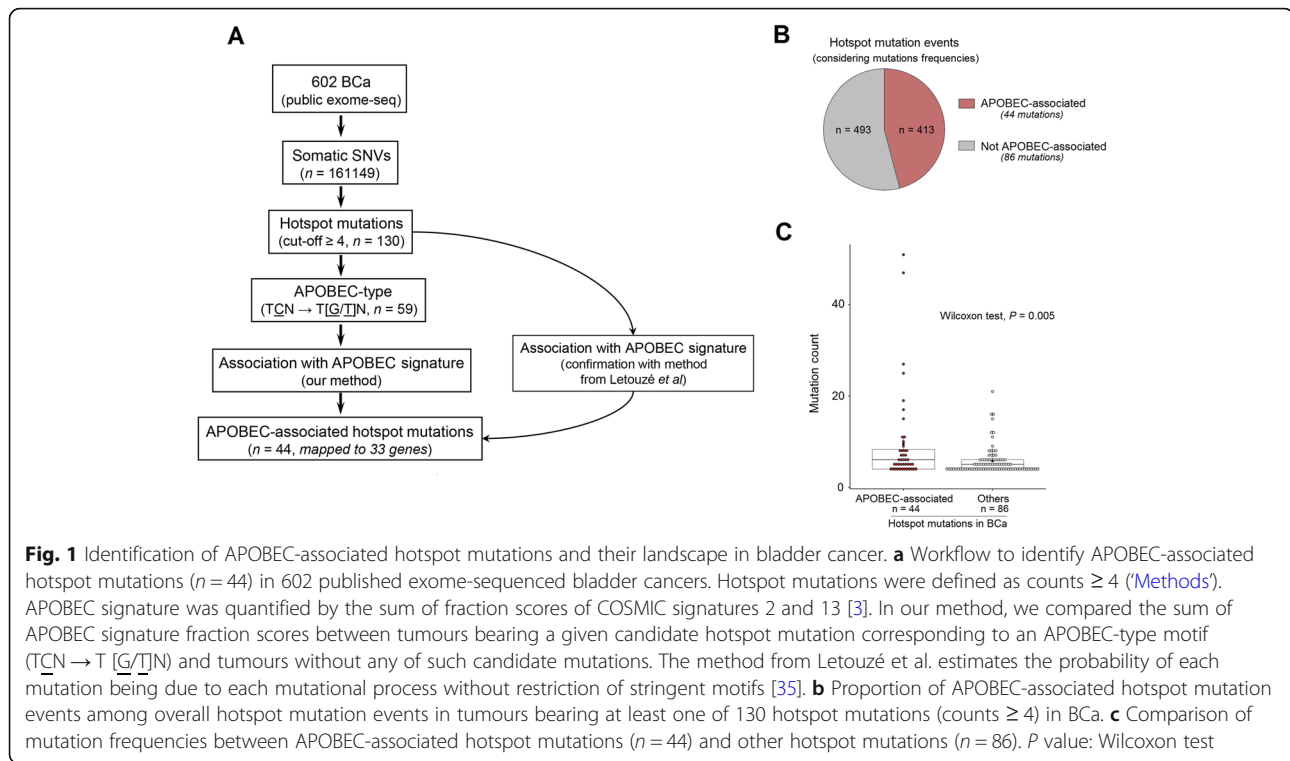 A
602 BCa
(public exome-seq)
Somatic SNVs
(n = 161149)
Hotspot mutations
(cut-off ≥ 4, n = 130)
APOBEC-type
(TCN → T[G/T]N, n = 59)
Association with APOBEC signature
(our method)
Association with APOBEC signature
(confirmation with method
from Letouzé et al)
APOBEC-associated hotspot mutations
(n = 44, mapped to 33 genes)
B
Hotspot mutation events
(considering mutations frequencies)
n = 493
n = 413
APOBEC-associated
(44 mutations)
Not APOBEC-associated
(86 mutations)
C
Mutation count
40
20
0
Wilcoxon test, P = 0.005
APOBEC-associated
n = 44
Others
n = 86
Hotspot mutations in BCa
Fig. 1 Identification of APOBEC-associated hotspot mutations and their landscape in bladder cancer. a Workflow to identify APOBEC-associated
hotspot mutations (n = 44) in 602 published exome-sequenced bladder cancers. Hotspot mutations were defined as counts ≥ 4 (‘Methods’).
APOBEC signature was quantified by the sum of fraction scores of COSMIC signatures 2 and 13 [3]. In our method, we compared the sum of
APOBEC signature fraction scores between tumours bearing a given candidate hotspot mutation corresponding to an APOBEC-type motif
(TCN → T [G/T]N) and tumours without any of such candidate mutations. The method from Letouzé et al. estimates the probability of each
mutation being due to each mutational process without restriction of stringent motifs [35]. b Proportion of APOBEC-associated hotspot mutation
events among overall hotspot mutation events in tumours bearing at least one of 130 hotspot mutations (counts ≥ 4) in BCa. c Comparison of
mutation frequencies between APOBEC-associated hotspot mutations (n = 44) and other hotspot mutations (n = 86). P value: Wilcoxon test